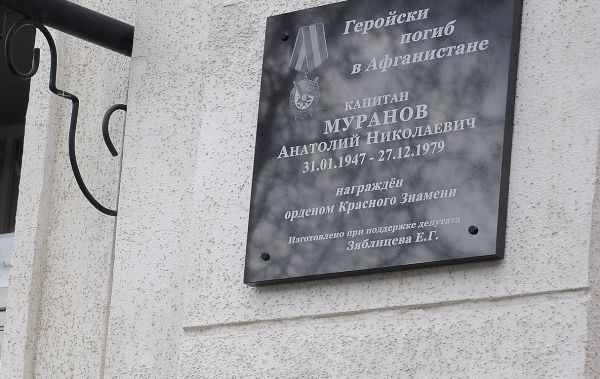 Геройски
погиб
в Афганистане
КАПИТАН
МУРАНОВ
АНАТОЛИЙ НИКОЛАЕВИЧ
31.01.1947 - 27.12.1979
награждён
орденом Красного Знамени
Изготовлено при поддержке депутата
Зяблицева Е.Г.